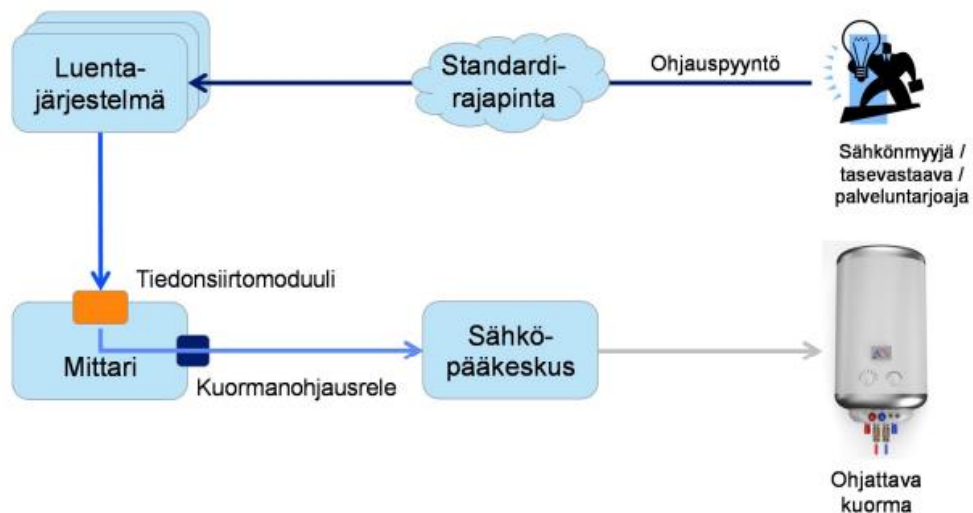 Luenta-
järjestelmä
Standardi-
rajapinta
Ohjauspyyntö
Sähkönmyyjä /
tasevastaava /
palveluntarjoaja
Tiedonsiirtomoduuli
Mittari
Kuormanohjausrele
Sähkö-
pääkeskus
Ohjattava
kuorma